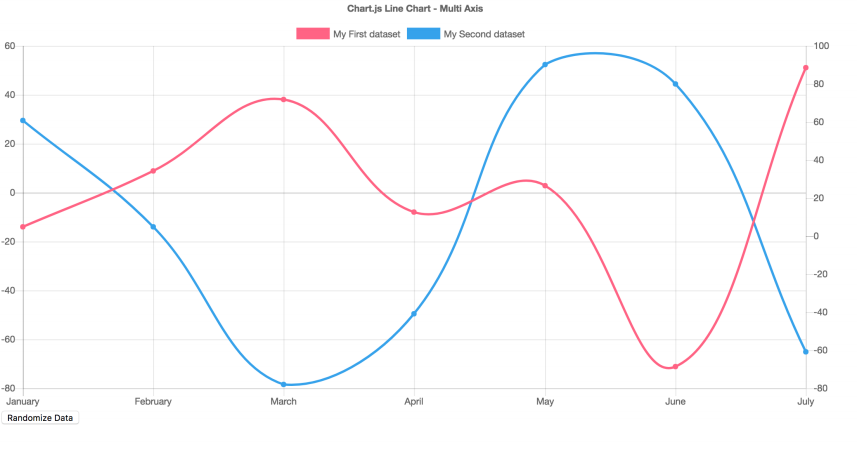 Chart.js Line Chart - Multi Axis
My First dataset My Second dataset
60 100
40 80
20 60
0 40
-20 20
-40 0
-60 -20
-80 -40
-60
-80
January February March April May June July
Randomize Data